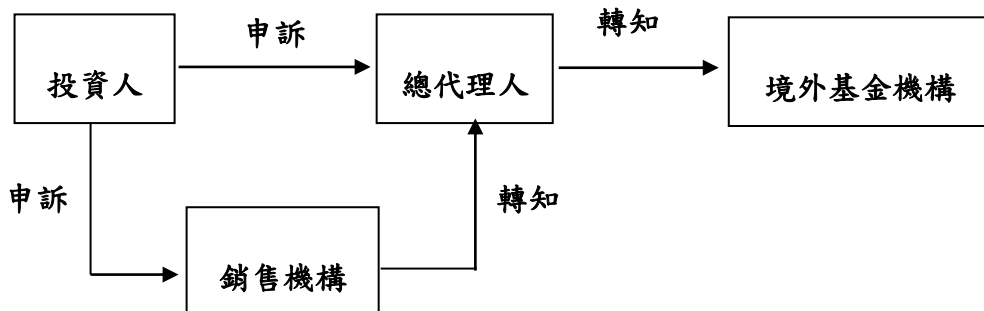 申訴
轉知
投資人
總代理人
境外基金機構
申訴
轉知
銷售機構